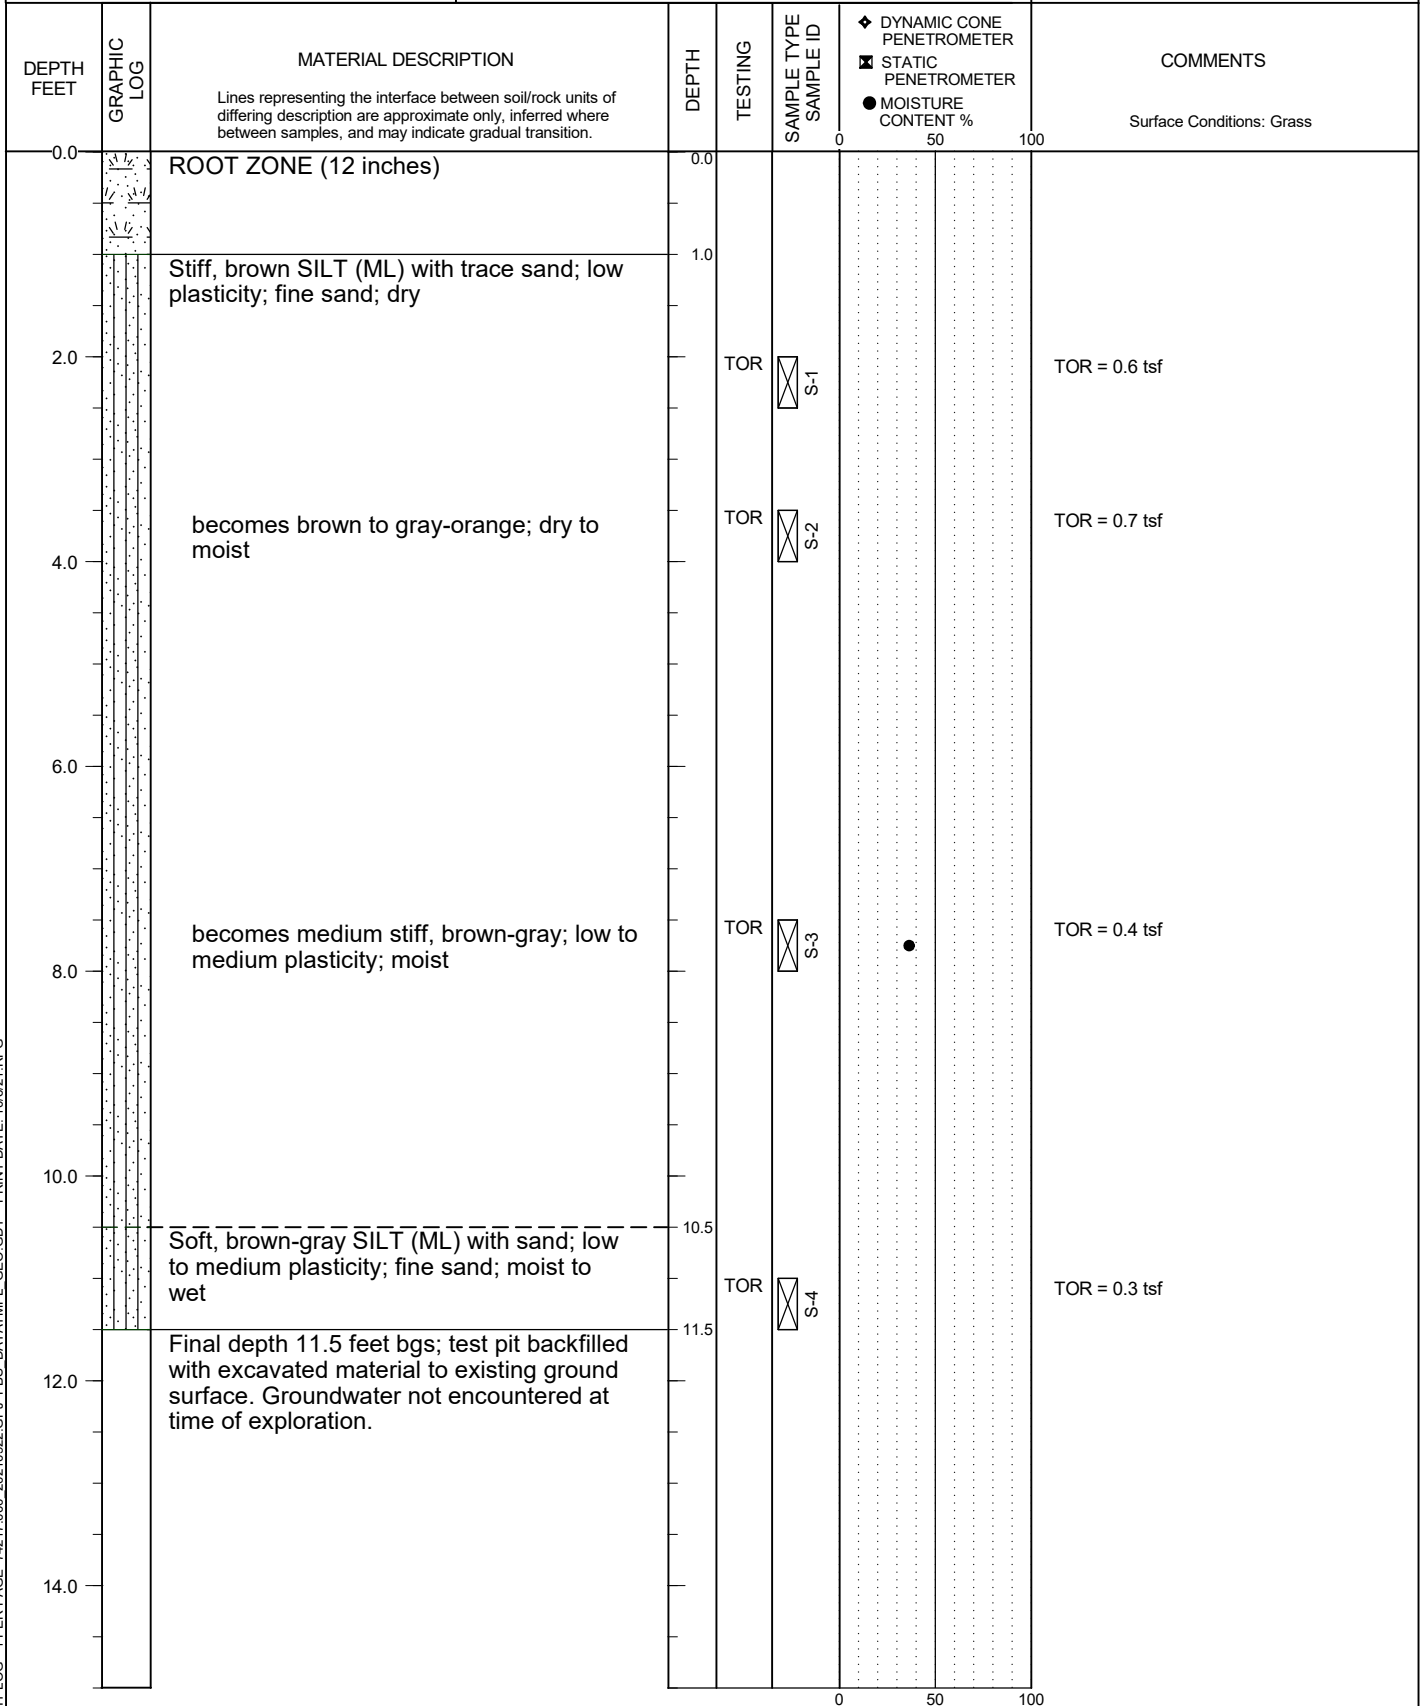 DEPTH
FEET
GRAPHIC
LOG
MATERIAL DESCRIPTION
Lines representing the interface between soil/rock units of
differing description are approximate only, inferred where
between samples, and may indicate gradual transition.
DEPTH
TESTING
SAMPLE TYPE
SAMPLE ID
DYNAMIC CONE
PENETROMETER
STATIC
PENETROMETER
MOISTURE
CONTENT %
0 50 100
COMMENTS
Surface Conditions: Grass
0.0
ROOT ZONE (12 inches)
0.0
1.0
Stiff, brown SILT (ML) with trace sand; low
plasticity; fine sand; dry
2.0
TOR
S-1
TOR = 0.6 tsf
becomes brown to gray-orange; dry to
moist
TOR
S-2
TOR = 0.7 tsf
4.0
6.0
becomes medium stiff, brown-gray; low to
medium plasticity; moist
TOR
S-3
TOR = 0.4 tsf
8.0
10.0
10.5
Soft, brown-gray SILT (ML) with sand; low
to medium plasticity; fine sand; moist to
wet
TOR
S-4
TOR = 0.3 tsf
11.5
Final depth 11.5 feet bgs; test pit backfilled
with excavated material to existing ground
surface. Groundwater not encountered at
time of exploration.
12.0
14.0
0 50 100